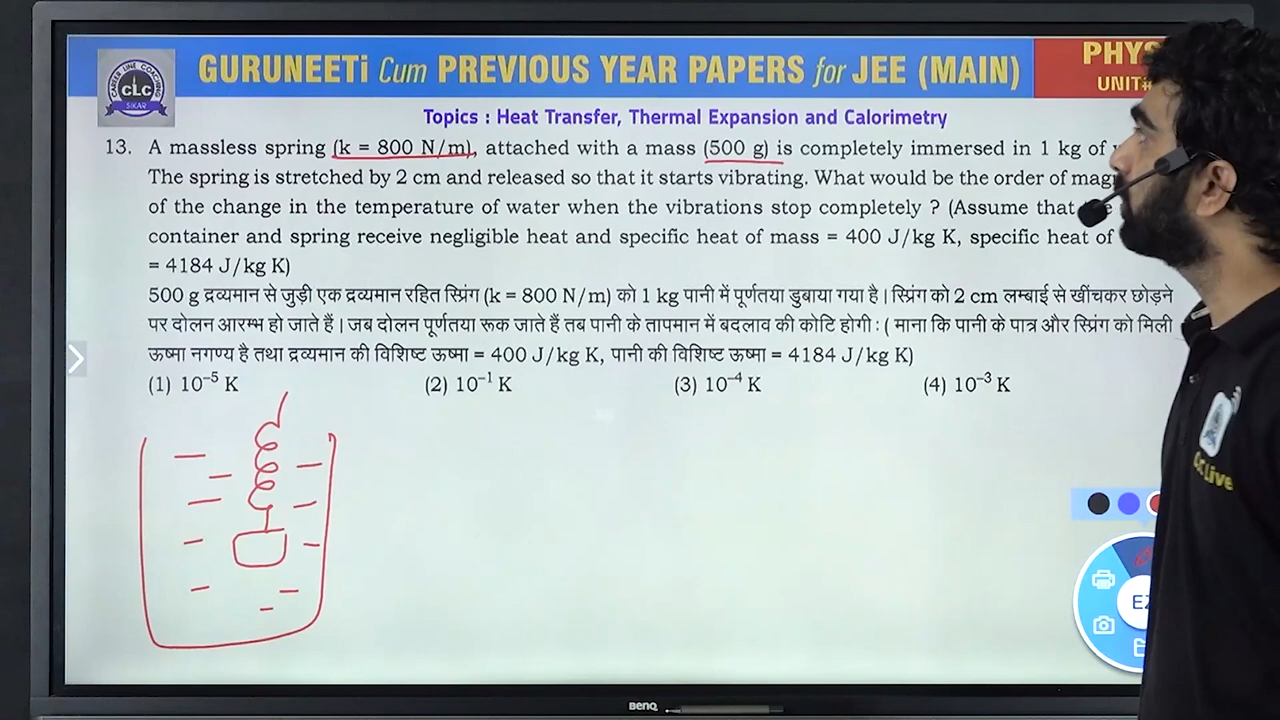 GURUNEETi Cum PREVIOUS YEAR PAPERS for JEE (MAIN)
CAREER LINE COACHING
CLC
SIKAR
UNIT#
Topics : Heat Transfer, Thermal Expansion and Calorimetry
13. A massless spring (k = 800 N/m), attached with a mass (500 g) is completely immersed in 1 kg of
The spring is stretched by 2 cm and released so that it starts vibrating. What would be the order of
of the change in the temperature of water when the vibrations stop completely ? (Assume that
container and spring receive negligible heat and specific heat of mass = 400 J/kg K, specific heat of
= 4184 J/kg K)
500 g द्रव्यमान से जुड़ी एक द्रव्यमान रहित स्प्रिंग (k = 800 N/m) को 1 kg पानी में पूर्णतया डुबाया गया है। स्प्रिंग को 2 cm लम्बाई से खींचकर छोड़ने
पर दोलन आरम्भ हो जाते हैं। जब दोलन पूर्णतया रूक जाते हैं तब पानी के तापमान में बदलाव की कोटि होगी : ( माना कि पानी के पात्र और स्प्रिंग को मिली
ऊष्मा नगण्य है तथा द्रव्यमान की विशिष्ट ऊष्मा = 400 J/kg K, पानी की विशिष्ट ऊष्मा = 4184 J/kg K)
(1) 10⁻⁵ K (2) 10⁻¹ K (3) 10⁻⁴ K (4) 10⁻³ K
Live
BENQ